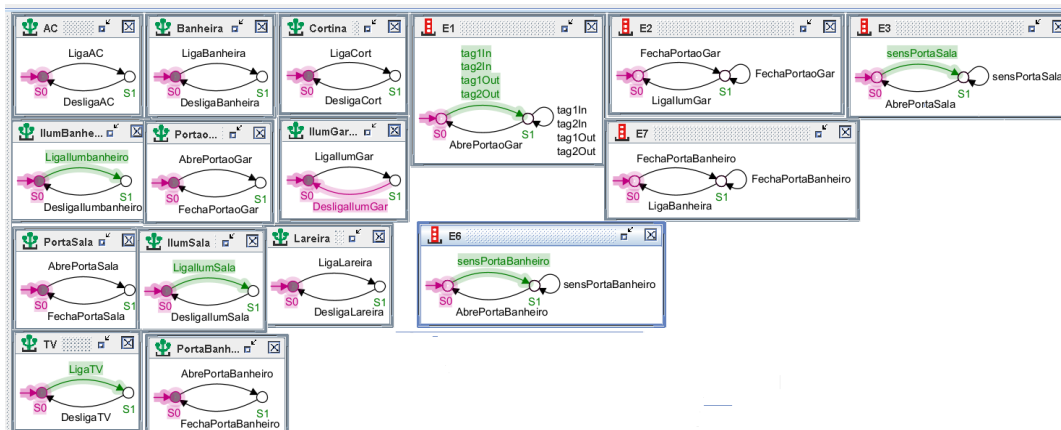 AC
LigaAC
S0
S1
DesligaAC
Banheira
LigaBanheira
S0
S1
DesligaBanheira
Cortina
LigaCort
S0
S1
DesligaCort
E1
tag1In
tag2In
tag1Out
tag2Out
tag1In
tag2In
tag1Out
tag2Out
S0
S1
AbrePortaoGar
E2
FechaPortaoGar
FechaPortaoGar
S0
S1
LigaIlumGar
E3
sensPortaSala
sensPortaSala
S0
S1
AbrePortaSala
IlumBanhe...
LigaIlumbanheiro
S0
S1
DesligaIlumbanheiro
Portao...
AbrePortaoGar
S0
S1
FechaPortaoGar
IlumGar...
LigaIlumGar
S0
S1
DesligaIlumGar
E7
FechaPortaBanheiro
FechaPortaBanheiro
S0
S1
LigaBanheira
PortaSala
AbrePortaSala
S0
S1
FechaPortaSala
IlumSala
LigaIlumSala
S0
S1
DesligaIlumSala
Lareira
LigaLareira
S0
S1
DesligaLareira
E6
sensPortaBanheiro
sensPortaBanheiro
S0
S1
AbrePortaBanheiro
TV
LigaTV
S0
S1
DesligaTV
PortaBanh...
AbrePortaBanheiro
S0
S1
FechaPortaBanheiro